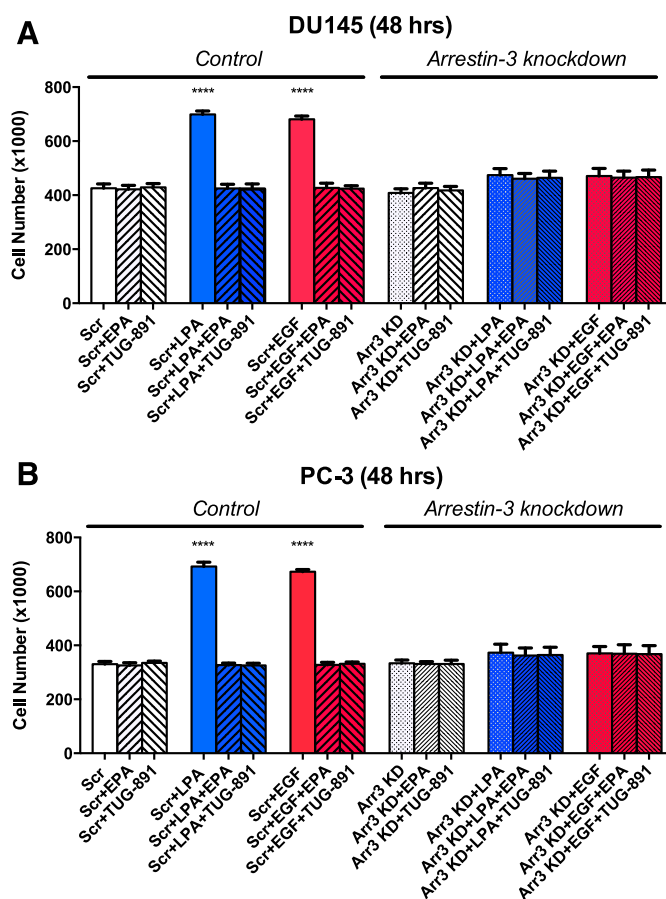 A
DU145 (48 hrs)
Control
Arrestin-3 knockdown
Cell Number (x1000)
800
600
400
200
0
****
****
Scr
Scr+EPA
Scr+TUG-891
Scr+LPA
Scr+LPA+EPA
Scr+LPA+TUG-891
Scr+EGF
Scr+EGF+EPA
Scr+EGF+TUG-891
Arr3 KD
Arr3 KD+EPA
Arr3 KD+TUG-891
Arr3 KD+LPA
Arr3 KD+LPA+EPA
Arr3 KD+LPA+TUG-891
Arr3 KD+EGF
Arr3 KD+EGF+EPA
Arr3 KD+EGF+TUG-891
B
PC-3 (48 hrs)
Control
Arrestin-3 knockdown
Cell Number (x1000)
800
600
400
200
0
****
****
Scr
Scr+EPA
Scr+TUG-891
Scr+LPA
Scr+LPA+EPA
Scr+LPA+TUG-891
Scr+EGF
Scr+EGF+EPA
Scr+EGF+TUG-891
Arr3 KD
Arr3 KD+EPA
Arr3 KD+TUG-891
Arr3 KD+LPA
Arr3 KD+LPA+EPA
Arr3 KD+LPA+TUG-891
Arr3 KD+EGF
Arr3 KD+EGF+EPA
Arr3 KD+EGF+TUG-891